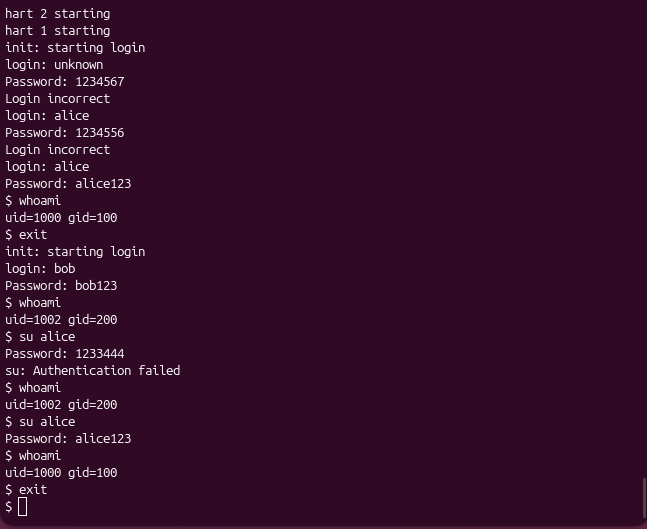 hart 2 starting
hart 1 starting
init: starting login
login: unknown
Password: 1234567
Login incorrect
login: alice
Password: 1234556
Login incorrect
login: alice
Password: alice123
$ whoami
uid=1000 gid=100
$ exit
init: starting login
login: bob
Password: bob123
$ whoami
uid=1002 gid=200
$ su alice
Password: 1233444
su: Authentication failed
$ whoami
uid=1002 gid=200
$ su alice
Password: alice123
$ whoami
uid=1000 gid=100
$ exit
$